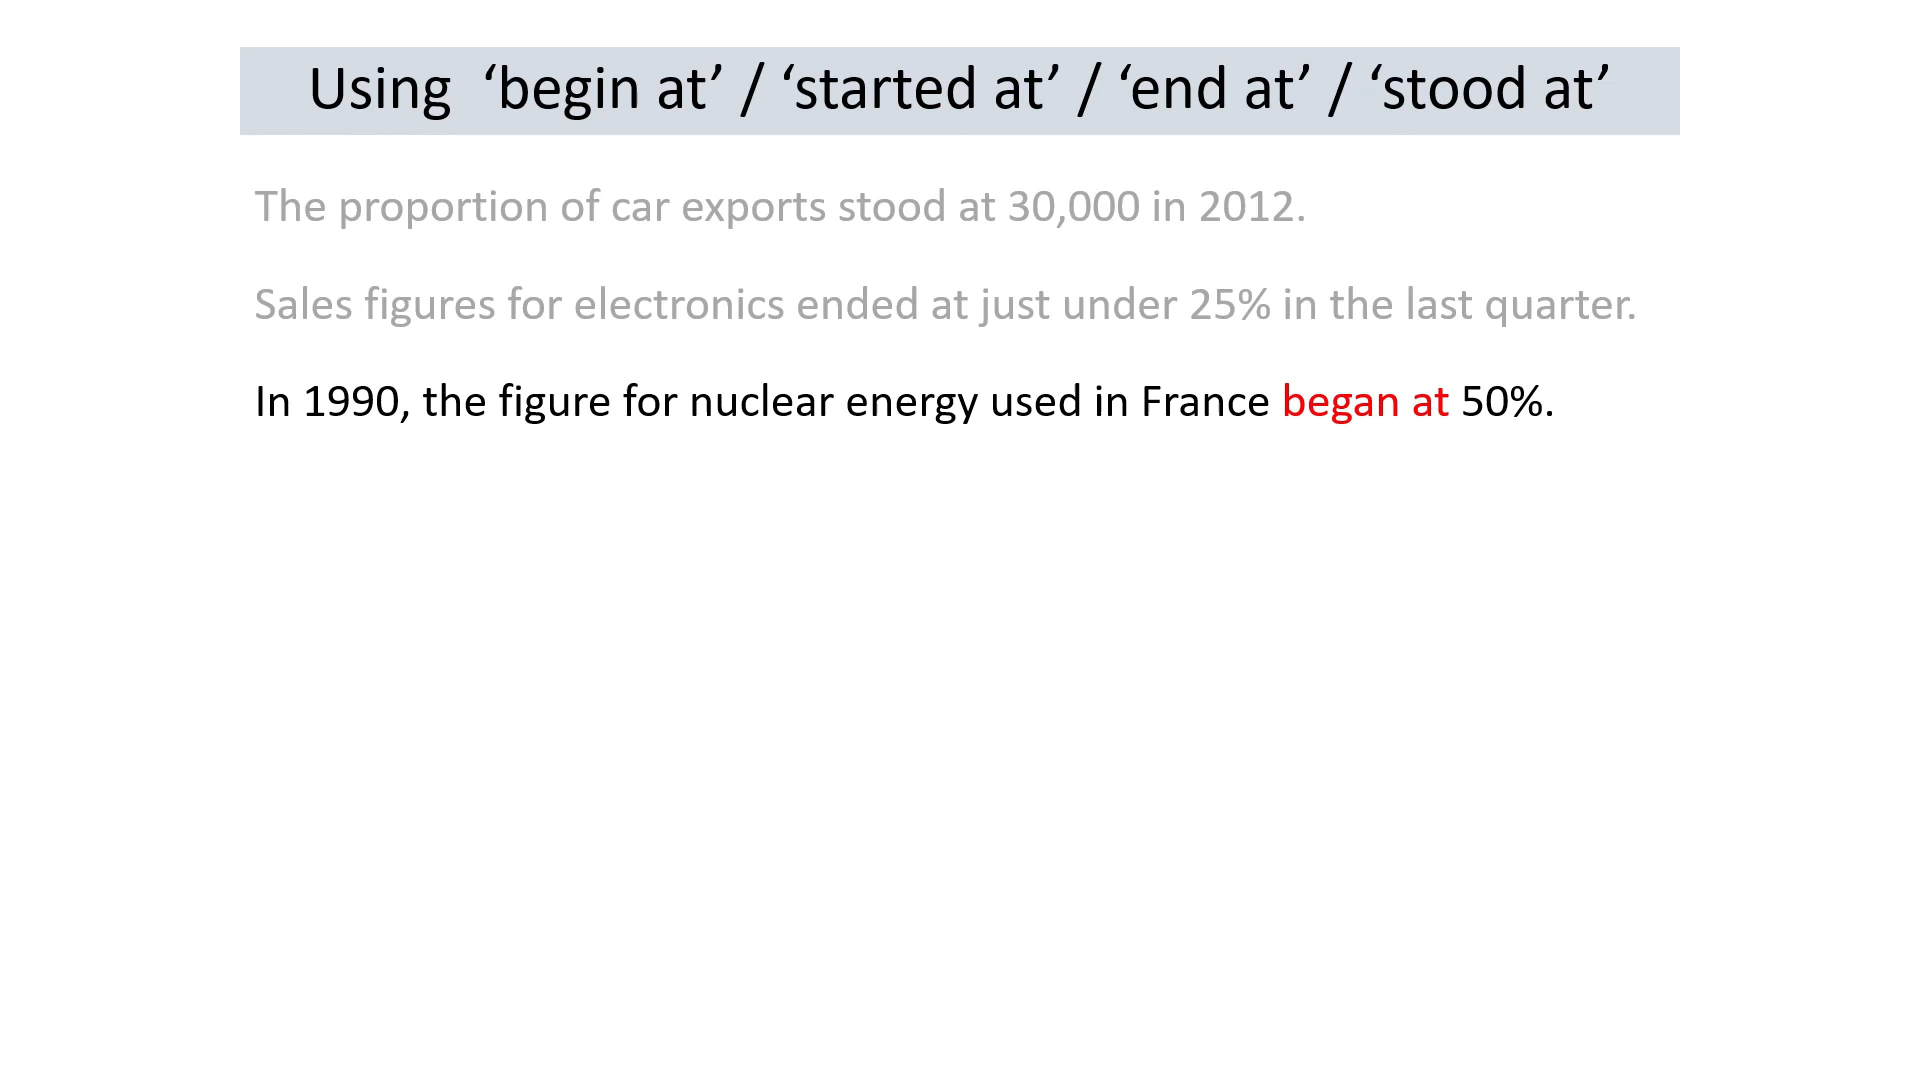 Using  ‘begin at’ / ‘started at’ / ‘end at’ / ‘stood at’
The proportion of car exports stood at 30,000 in 2012.
Sales figures for electronics ended at just under 25% in the last quarter.
In 1990, the figure for nuclear energy used in France began at 50%.